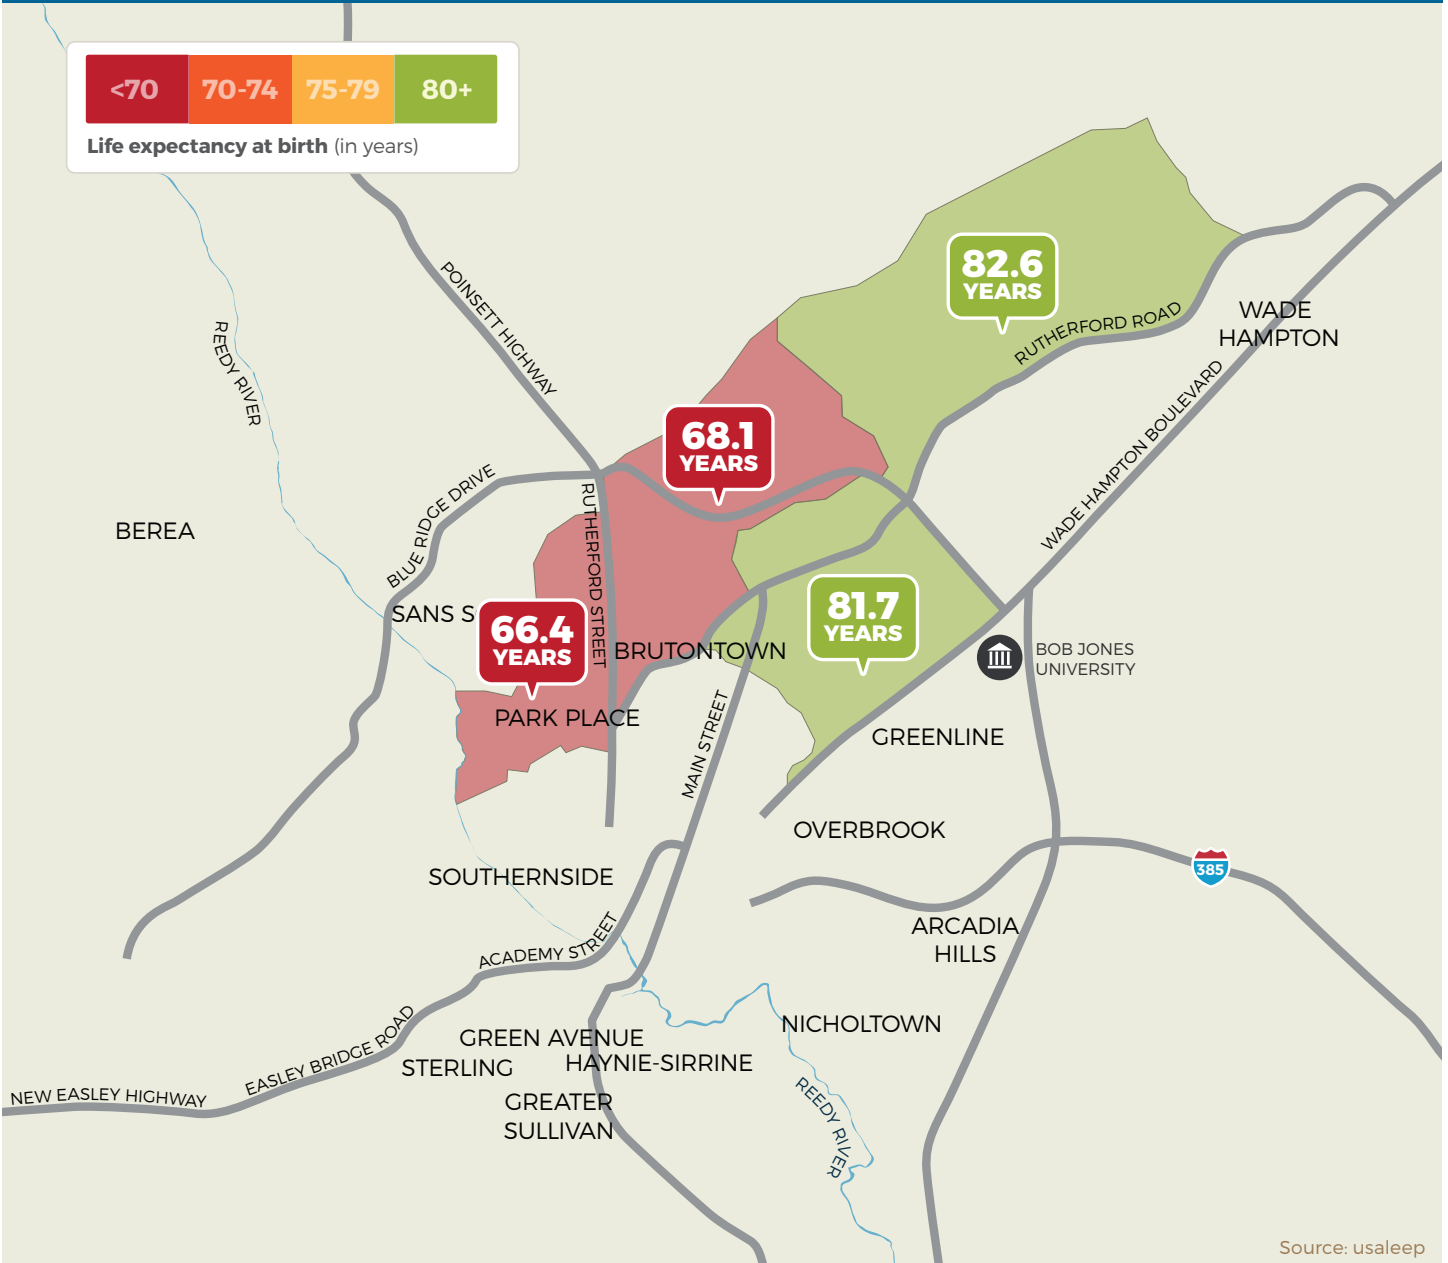 <70 70-74 75-79 80+
Life expectancy at birth (in years)
82.6
YEARS
POINSETT HIGHWAY
WADE
HAMPTON
RUTHERFORD ROAD
REEDY RIVER
WADE HAMPTON BOULEVARD
68.1
YEARS
BLUE RIDGE DRIVE
RUTHERFORD STREET
BEREA
SANS S
66.4
YEARS
81.7
YEARS
BRUTONTOWN
BOB JONES
UNIVERSITY
PARK PLACE
MAIN STREET
GREENLINE
OVERBROOK
385
SOUTHERNSIDE
ARCADIA
HILLS
ACADEMY STREET
NICHOLTOWN
GREEN AVENUE
EASLEY BRIDGE ROAD
HAYNIE-SIRRINE
STERLING
NEW EASLEY HIGHWAY
GREATER
SULLIVAN
REEDY RIVER
Source: usaleep